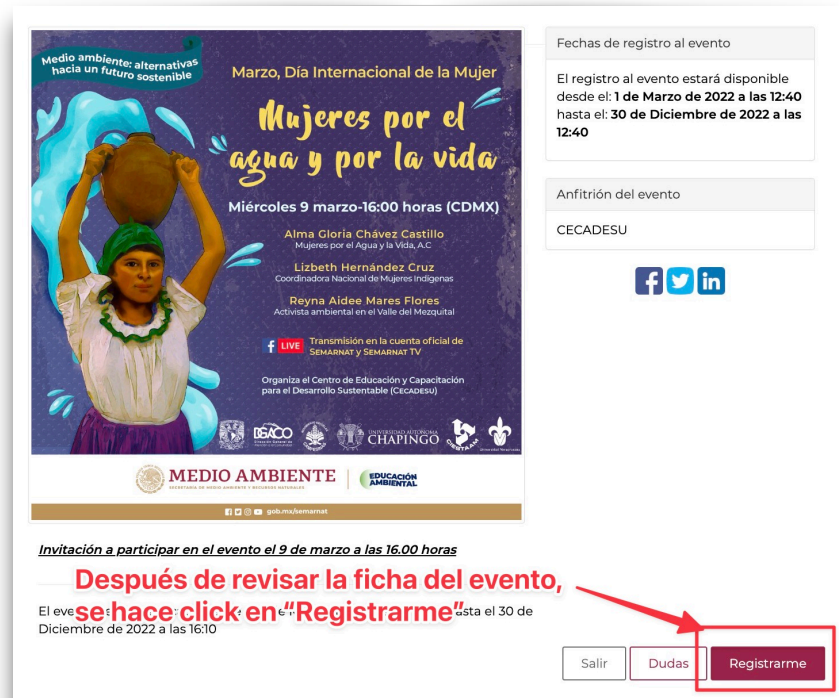 Medio ambiente: alternativas
hacia un futuro sostenible
Marzo, Día Internacional de la Mujer
Mujeres por el
agua y por la vida
Miércoles 9 marzo-16:00 horas (CDMX)
Alma Gloria Chávez Castillo
Mujeres por el Agua y la Vida, A.C
Lizbeth Hernández Cruz
Coordinadora Nacional de Mujeres Indígenas
Reyna Aidee Mares Flores
Activista ambiental en el Valle del Mezquital
f LIVE
Transmisión en la cuenta oficial de
SEMARNAT y SEMARNAT TV
Organiza el Centro de Educación y Capacitación
para el Desarrollo Sustentable (CECADESU)
UNIVERSIDAD AUTÓNOMA
CHAPINGO
CIESTAAM
Universidad Veracruzana
MEDIO AMBIENTE
SECRETARÍA DE MEDIO AMBIENTE Y RECURSOS NATURALES
EDUCACIÓN
AMBIENTAL
gob.mx/semarnat
Fechas de registro al evento
El registro al evento estará disponible
desde el: 1 de Marzo de 2022 a las 12:40
hasta el: 30 de Diciembre de 2022 a las
12:40
Anfitrión del evento
CECADESU
f in
Invitación a participar en el evento el 9 de marzo a las 16.00 horas
Después de revisar la ficha del evento,
se hace click en “Registrarme”
El eve
asta el 30 de
Diciembre de 2022 a las 16:10
Salir
Dudas
Registrarme